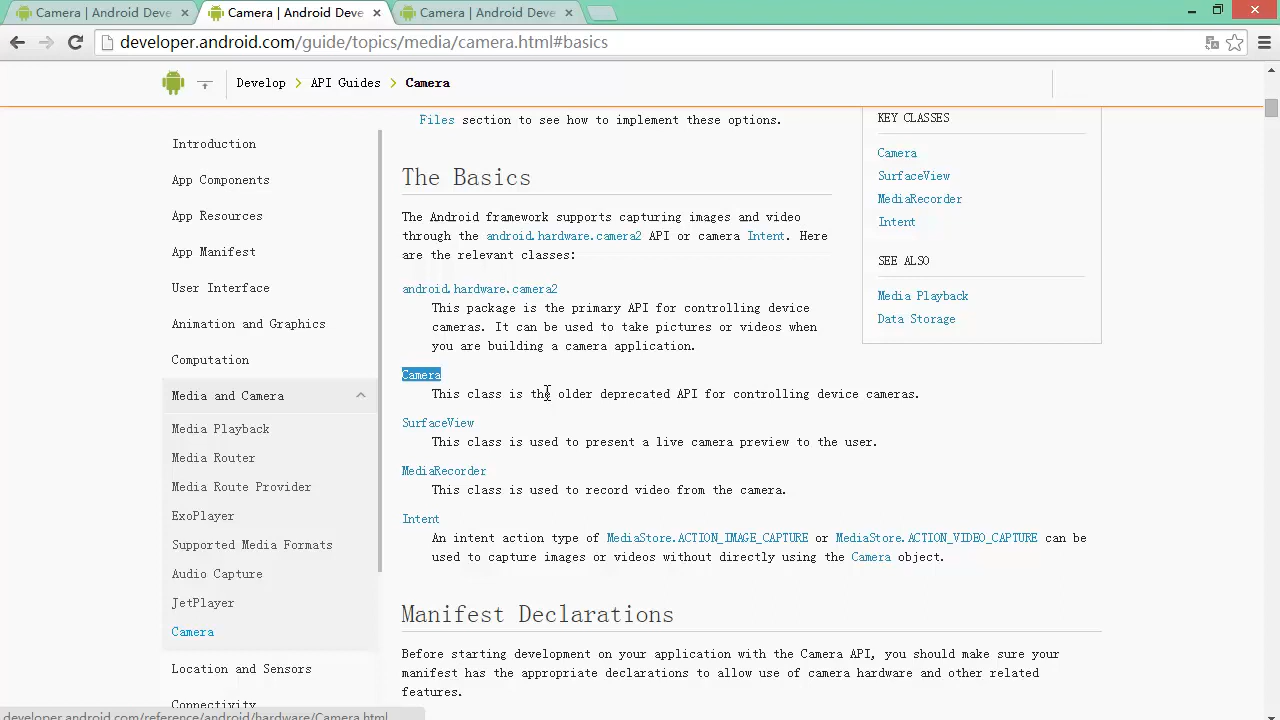 Camera | Android Deve
Camera | Android Deve
Camera | Android Deve
developer.android.com/guide/topics/media/camera.html#basics
Develop > API Guides > Camera
Introduction
App Components
App Resources
App Manifest
User Interface
Animation and Graphics
Computation
Media and Camera
Media Playback
Media Router
Media Route Provider
ExoPlayer
Supported Media Formats
Audio Capture
JetPlayer
Camera
Location and Sensors
Connectivity
Files section to see how to implement these options.
The Basics
The Android framework supports capturing images and video
through the android.hardware.camera2 API or camera Intent. Here
are the relevant classes:
android.hardware.camera2
This package is the primary API for controlling device
cameras. It can be used to take pictures or videos when
you are building a camera application.
Camera
This class is the older deprecated API for controlling device cameras.
SurfaceView
This class is used to present a live camera preview to the user.
MediaRecorder
This class is used to record video from the camera.
Intent
An intent action type of MediaStore.ACTION_IMAGE_CAPTURE or MediaStore.ACTION_VIDEO_CAPTURE can be
used to capture images or videos without directly using the Camera object.
Manifest Declarations
Before starting development on your application with the Camera API, you should make sure your
manifest has the appropriate declarations to allow use of camera hardware and other related
features.
KEY CLASSES
Camera
SurfaceView
MediaRecorder
Intent
SEE ALSO
Media Playback
Data Storage
developer.android.com/reference/android/hardware/Camera.html